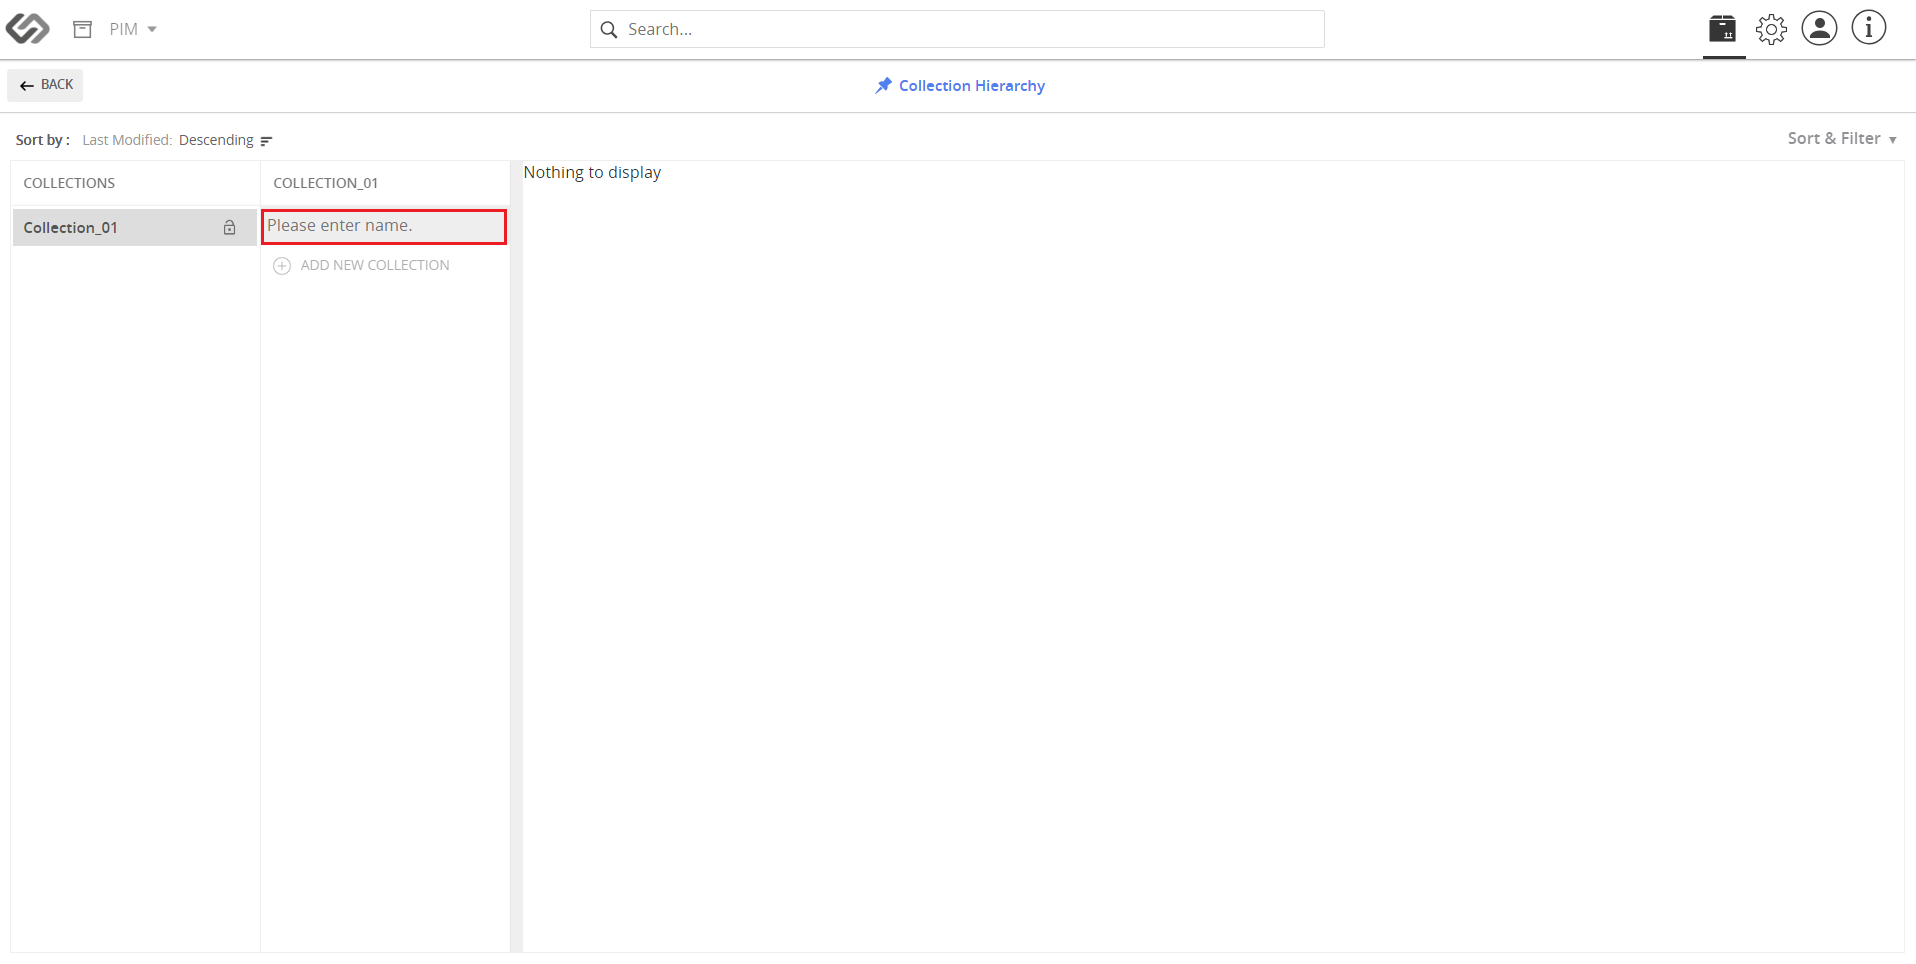 PIM
Search...
BACK
Collection Hierarchy
Sort by : Last Modified: Descending
Sort & Filter
COLLECTIONS
COLLECTION_01
Nothing to display
Collection_01
Please enter name.
ADD NEW COLLECTION